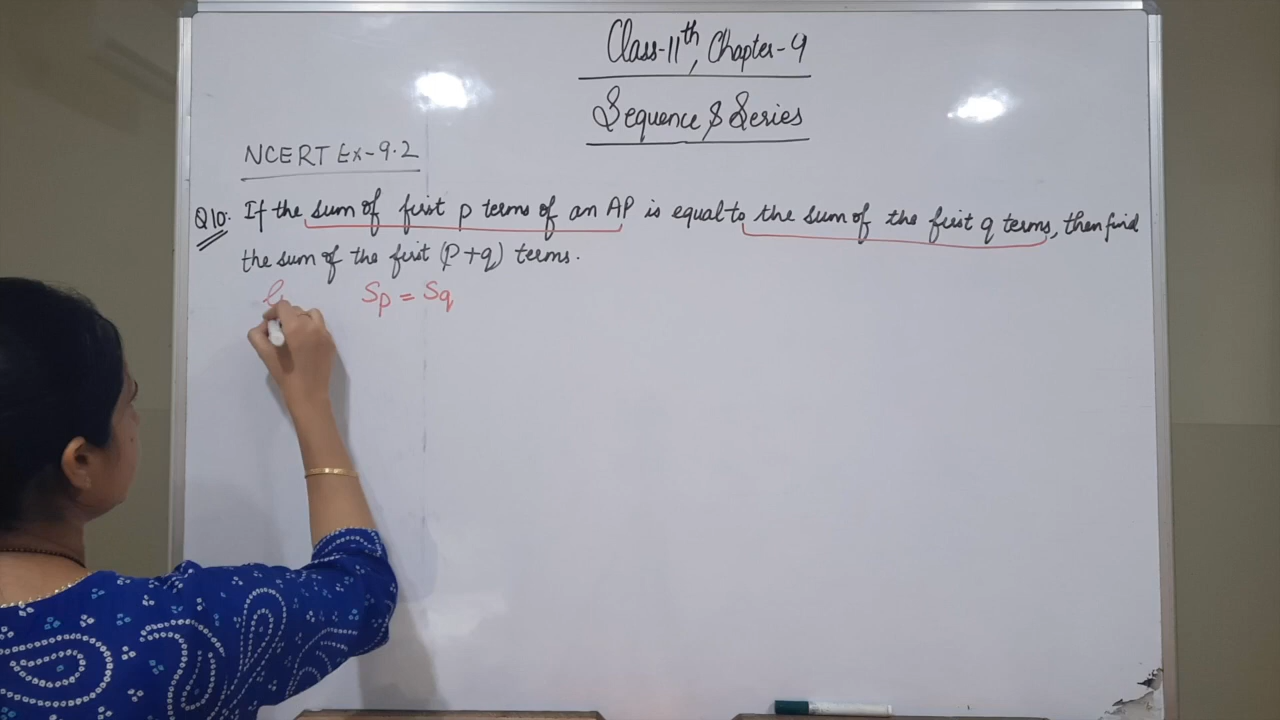 Class-11th, Chapter-9
Sequence & Series
NCERT Ex-9.2
Q10. If the sum of first p terms of an AP is equal to the sum of the first q terms, then find
the sum of the first (p+q) terms.
Sp = Sq